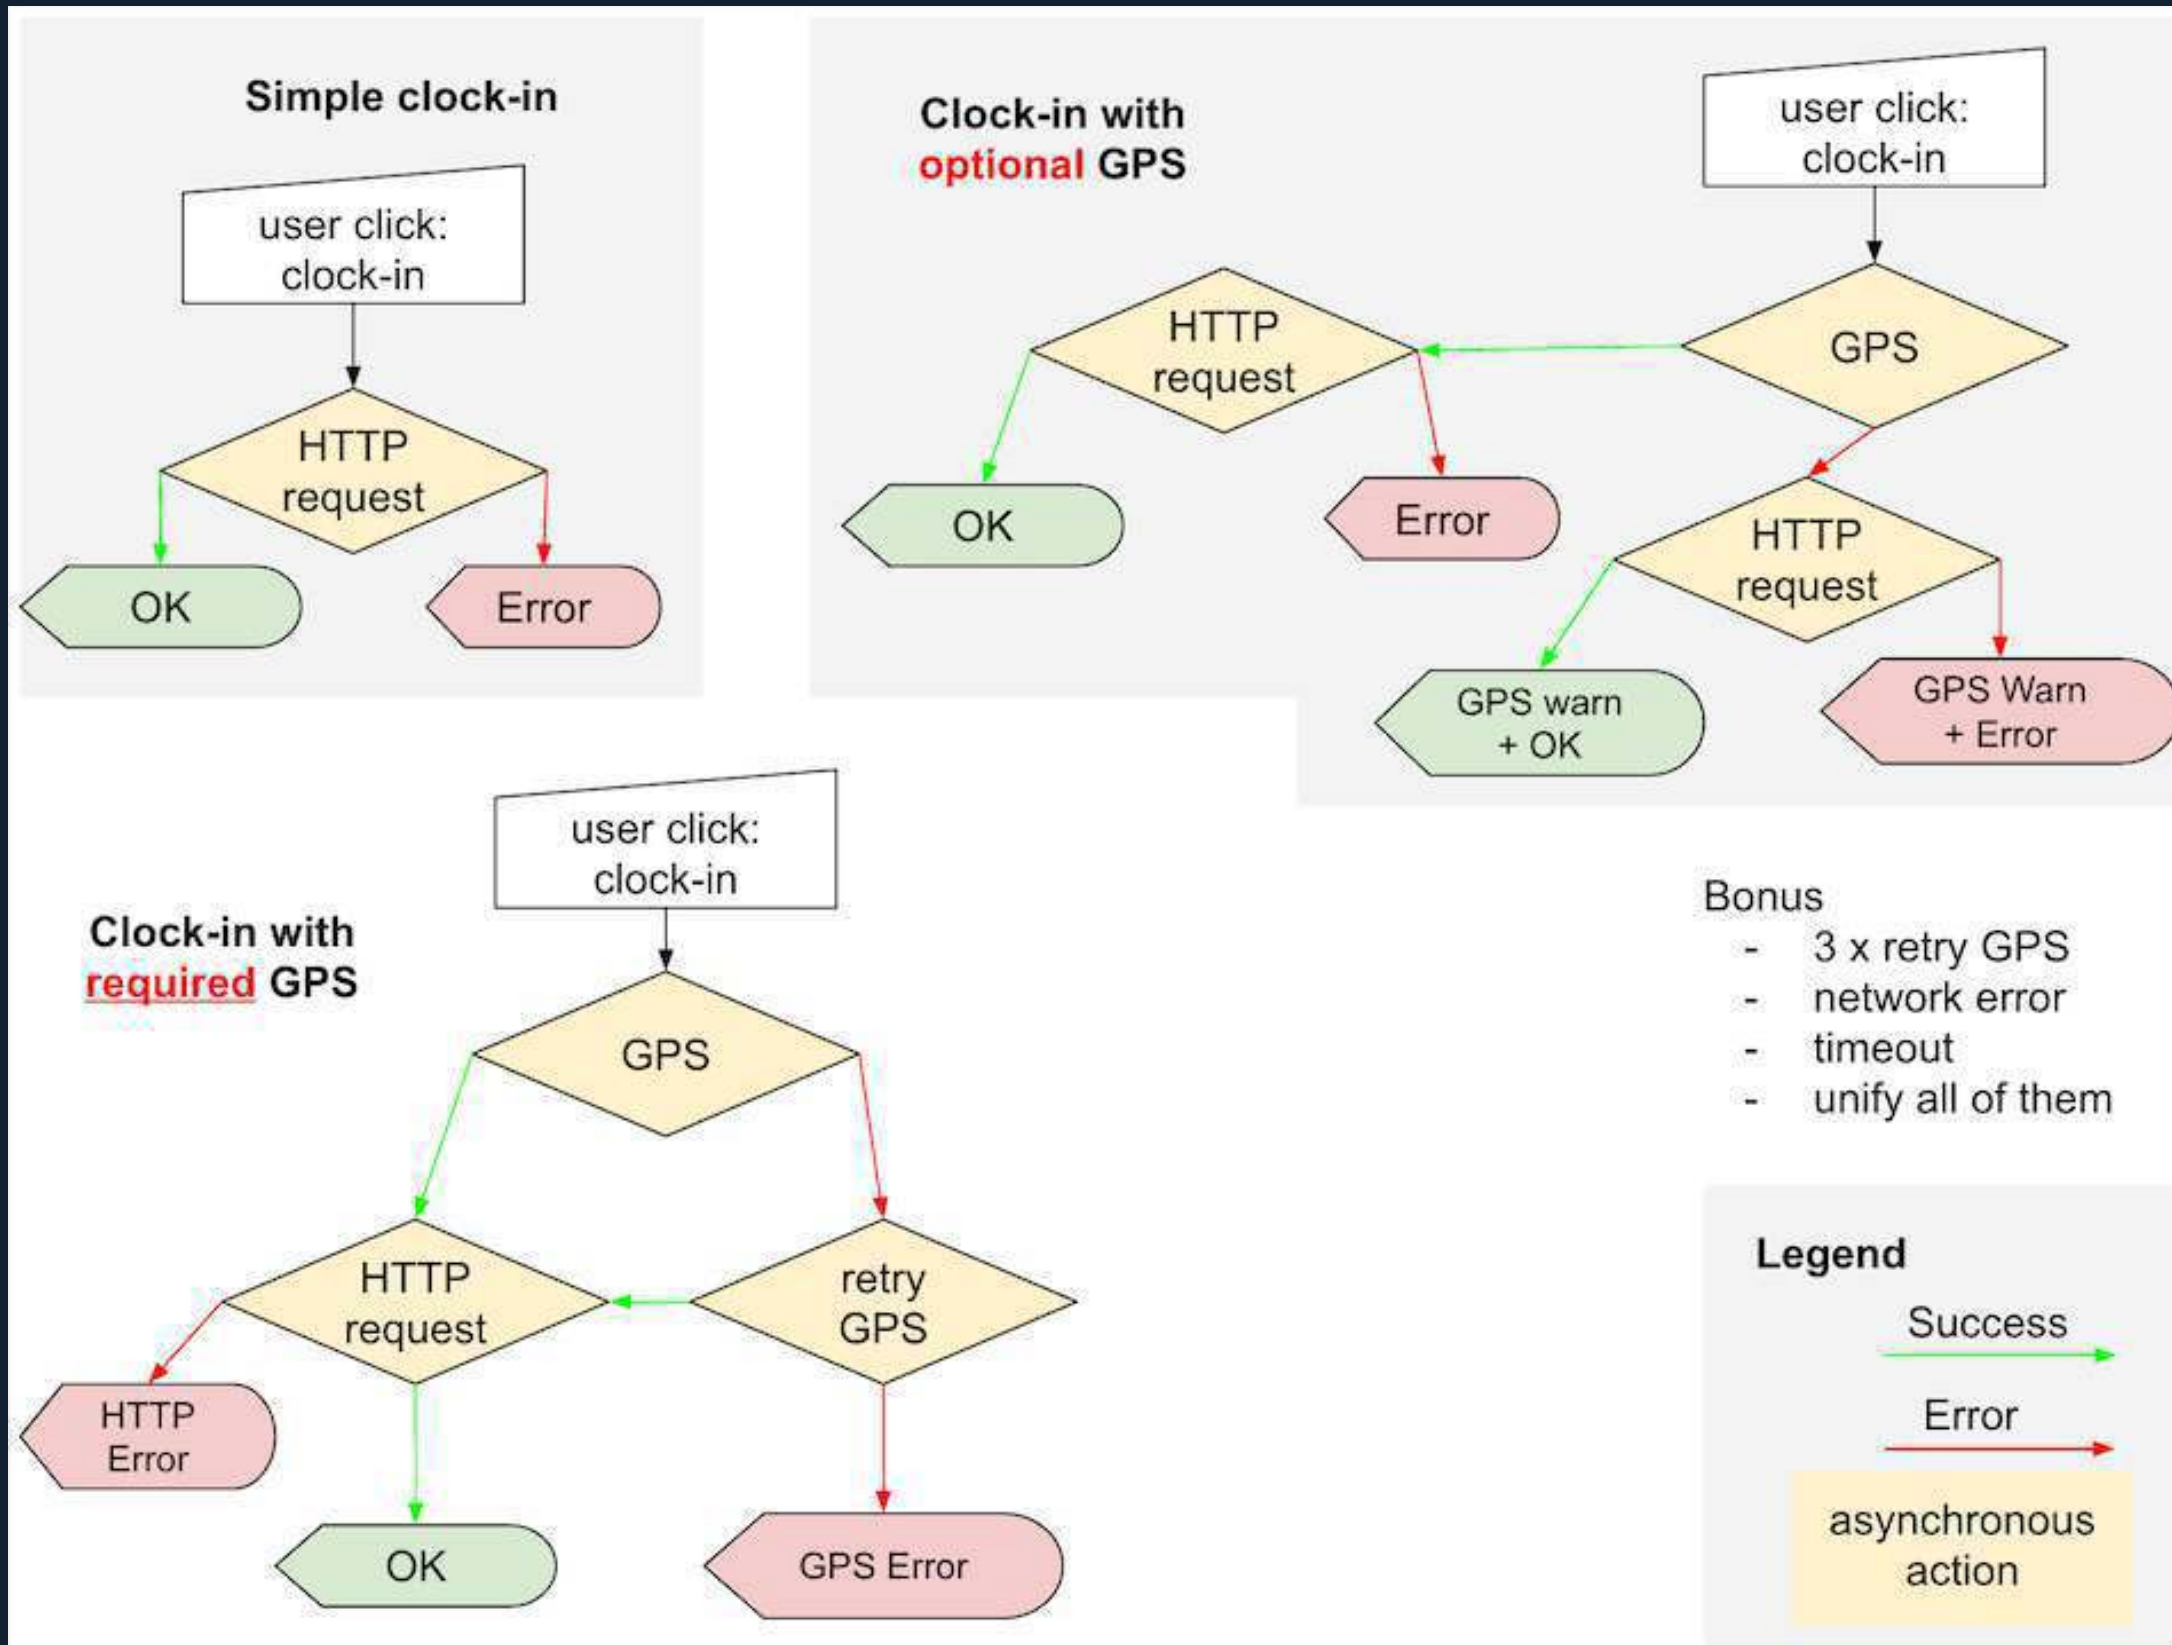 Simple clock-in
user click:
clock-in
HTTP
request
OK
Error
Clock-in with
optional GPS
user click:
clock-in
GPS
HTTP
request
OK
Error
HTTP
request
GPS warn
+ OK
GPS Warn
+ Error
Clock-in with
required GPS
user click:
clock-in
GPS
HTTP
request
retry
GPS
HTTP
Error
OK
GPS Error
Bonus
- 3 x retry GPS
- network error
- timeout
- unify all of them
Legend
Success
Error
asynchronous
action